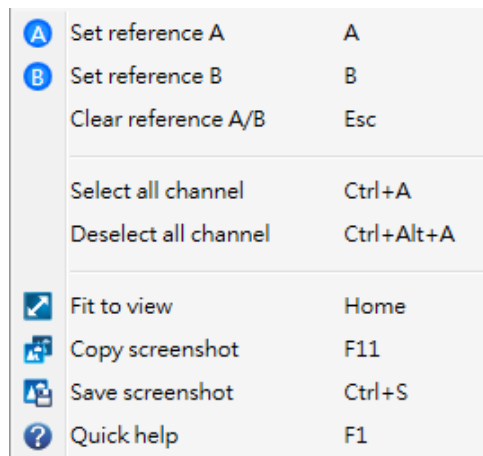 A Set reference A A
B Set reference B B
Clear reference A/B Esc
Select all channel Ctrl+A
Deselect all channel Ctrl+Alt+A
Fit to view Home
Copy screenshot F11
Save screenshot Ctrl+S
? Quick help F1